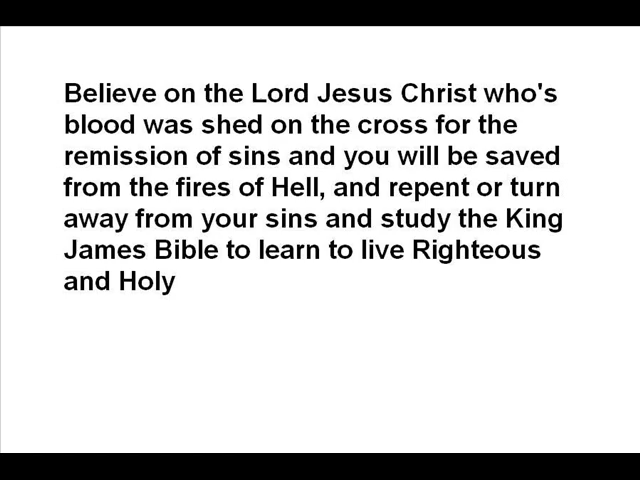 Believe on the Lord Jesus Christ who's
blood was shed on the cross for the
remission of sins and you will be saved
from the fires of Hell, and repent or turn
away from your sins and study the King
James Bible to learn to live Righteous
and Holy